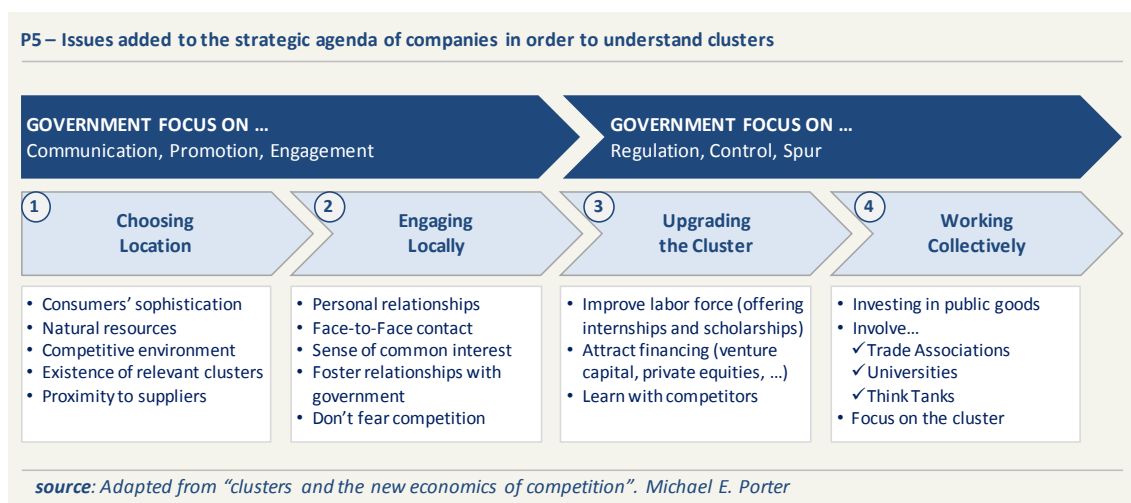 P5 – Issues added to the strategic agenda of companies in order to understand clusters
GOVERNMENT FOCUS ON ...
Communication, Promotion, Engagement
GOVERNMENT FOCUS ON ...
Regulation, Control, Spur
1
Choosing
Location
2
Engaging
Locally
3
Upgrading
the Cluster
4
Working
Collectively
• Consumers’ sophistication
• Natural resources
• Competitive environment
• Existence of relevant clusters
• Proximity to suppliers
• Personal relationships
• Face-to-Face contact
• Sense of common interest
• Foster relationships with
government
• Don’t fear competition
• Improve labor force (offering
internships and scholarships)
• Attract financing (venture
capital, private equities, ...)
• Learn with competitors
• Investing in public goods
• Involve...
✓Trade Associations
✓Universities
✓Think Tanks
• Focus on the cluster
source: Adapted from “clusters and the new economics of competition”. Michael E. Porter